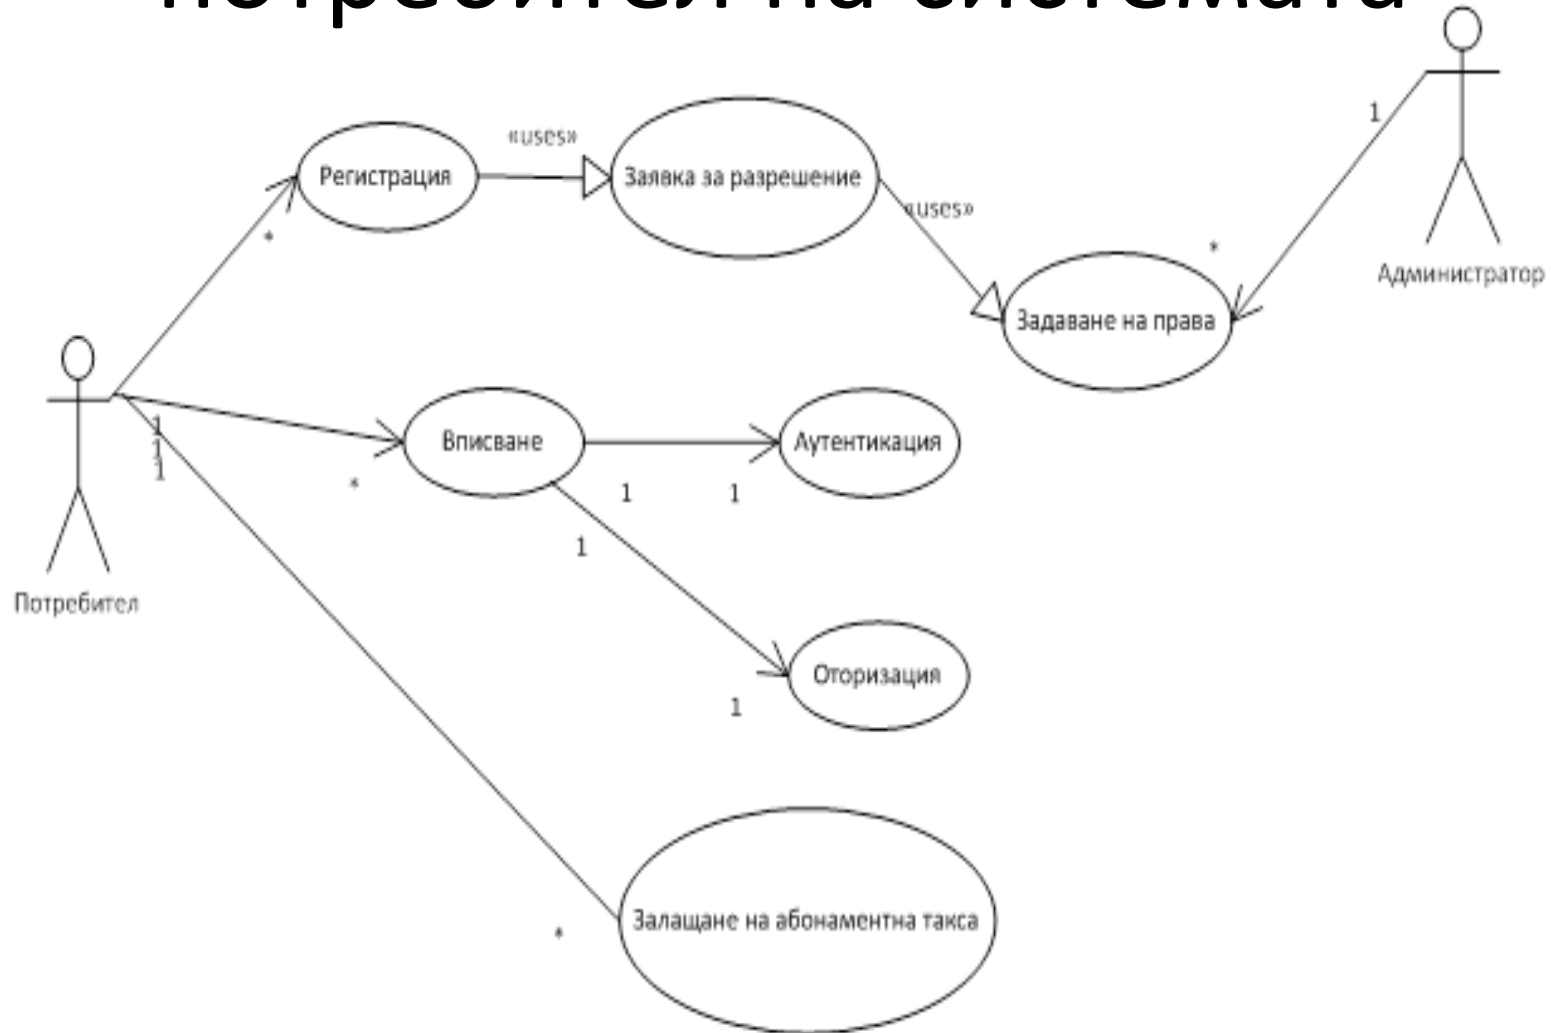 потребител на системата
1
«uses»
Регистрация
Заявка за разрешение
«uses»
*
*
Администратор
Задаване на права
1
Вписване
Аутентикация
1
1
*
1
1
1
Потребител
Оторизация
1
Залащане на абонаментна такса
*